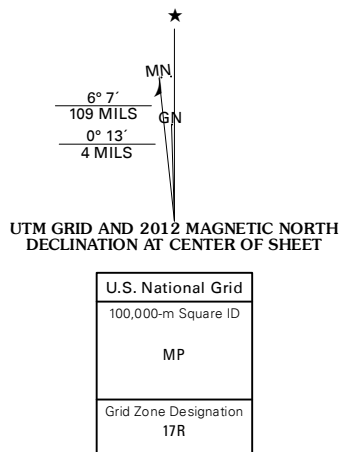 ★
M.N.
6° 7´
109 MILS
GN
0° 13´
4 MILS
UTM GRID AND 2012 MAGNETIC NORTH
DECLINATION AT CENTER OF SHEET
U.S. National Grid
100,000-m Square ID
MP
Grid Zone Designation
17R